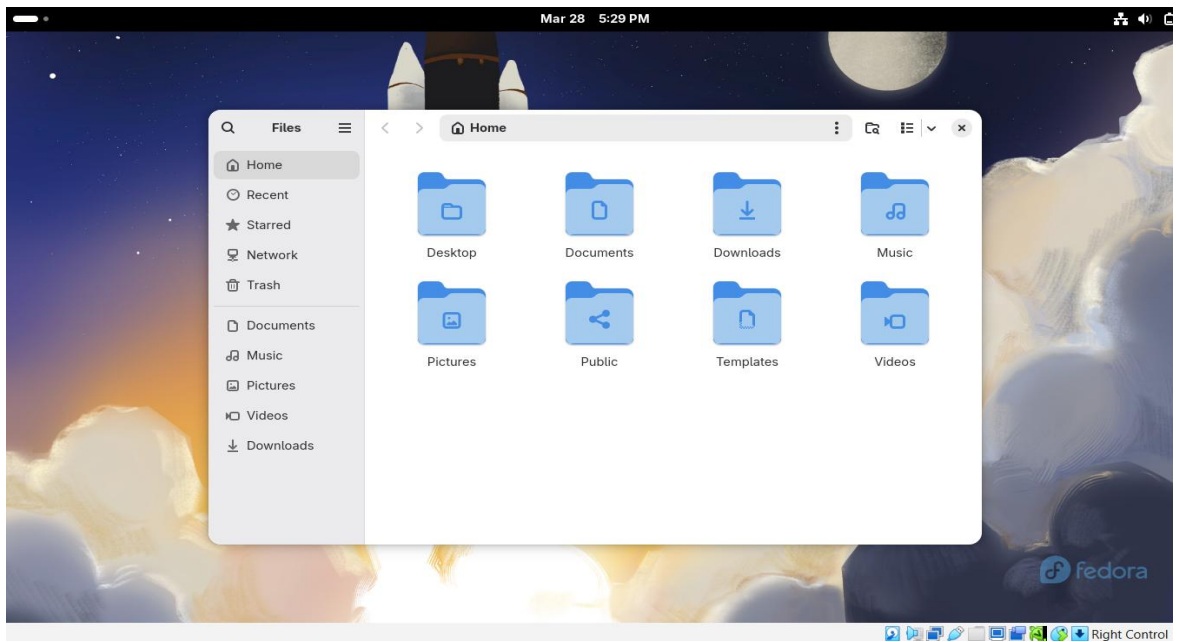 Mar 28 5:29 PM
Files
Home
Home
Recent
Starred
Network
Trash
Documents
Music
Pictures
Videos
Downloads
Desktop Documents Downloads Music
Pictures Public Templates Videos
fedora
Right Control